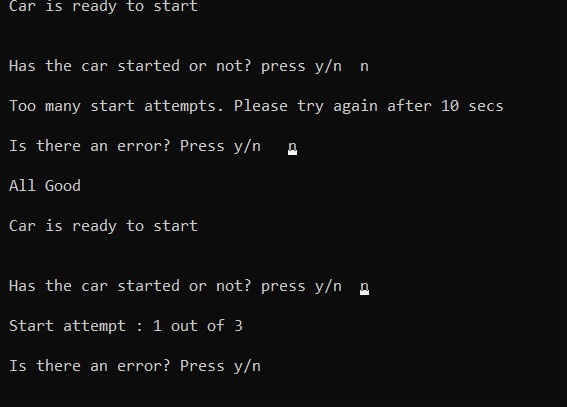 Car is ready to start
Has the car started or not? press y/n  n
Too many start attempts. Please try again after 10 secs
Is there an error? Press y/n   n
All Good
Car is ready to start
Has the car started or not? press y/n  n
Start attempt : 1 out of 3
Is there an error? Press y/n